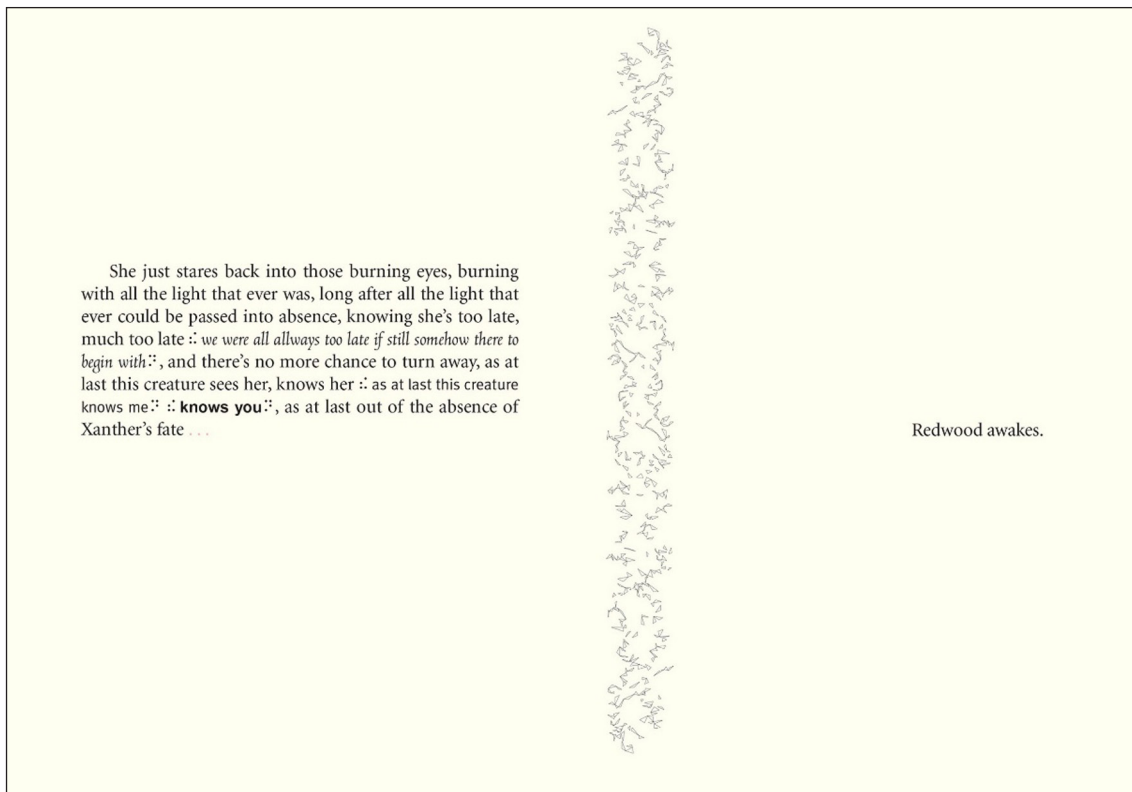 She just stares back into those burning eyes, burning
with all the light that ever was, long after all the light that
ever could be passed into absence, knowing she's too late,
much too late ⠨⠅ we were all allways too late if still somehow there to
begin with⠝, and there's no more chance to turn away, as at
last this creature sees her, knows her ⠨⠅ as at last this creature
knows me⠝ ⠨⠅ knows you⠝, as at last out of the absence of
Xanther's fate . . .
Redwood awakes.